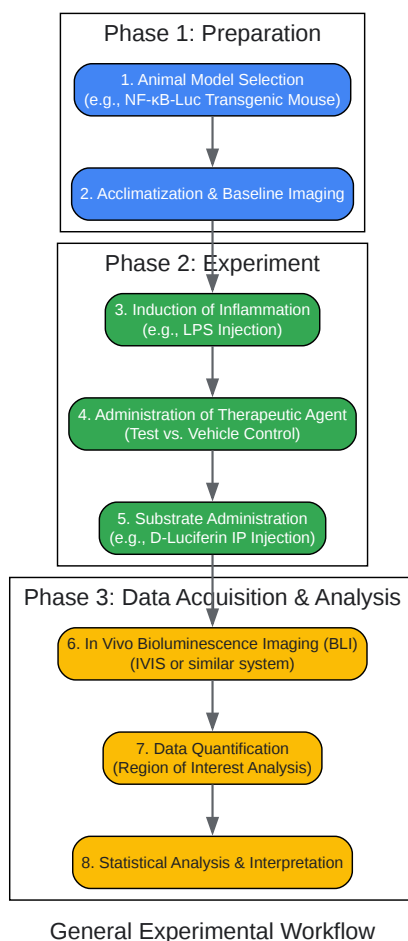 Phase 1: Preparation
1. Animal Model Selection
(e.g., NF-κB-Luc Transgenic Mouse)
2. Acclimatization & Baseline Imaging
Phase 2: Experiment
3. Induction of Inflammation
(e.g., LPS Injection)
4. Administration of Therapeutic Agent
(Test vs. Vehicle Control)
5. Substrate Administration
(e.g., D-Luciferin IP Injection)
Phase 3: Data Acquisition & Analysis
6. In Vivo Bioluminescence Imaging (BLI)
(IVIS or similar system)
7. Data Quantification
(Region of Interest Analysis)
8. Statistical Analysis & Interpretation
General Experimental Workflow